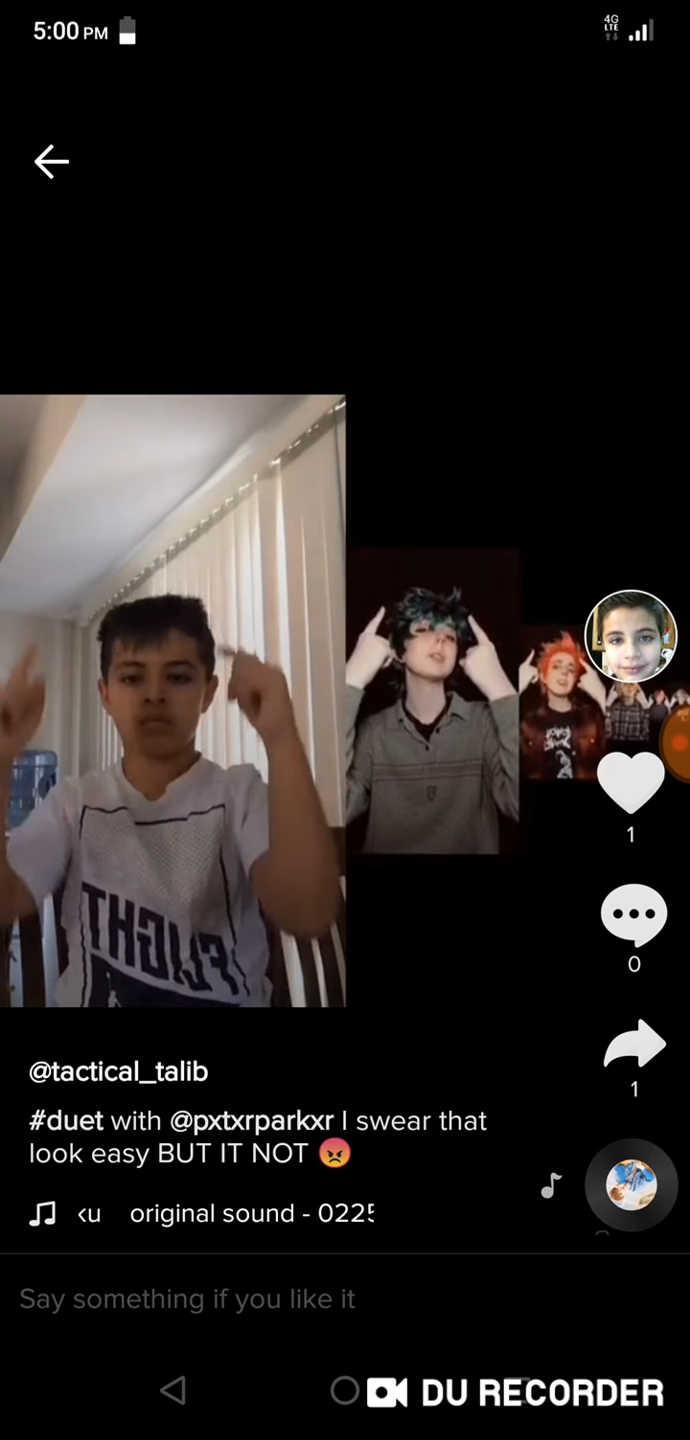 5:00 PM
4G
LTE
FLIGHT
1
0
1
@tactical_talib
#duet with @pxtxrparkxr I swear that
look easy BUT IT NOT 😡
original sound - 022
Say something if you like it
DU RECORDER